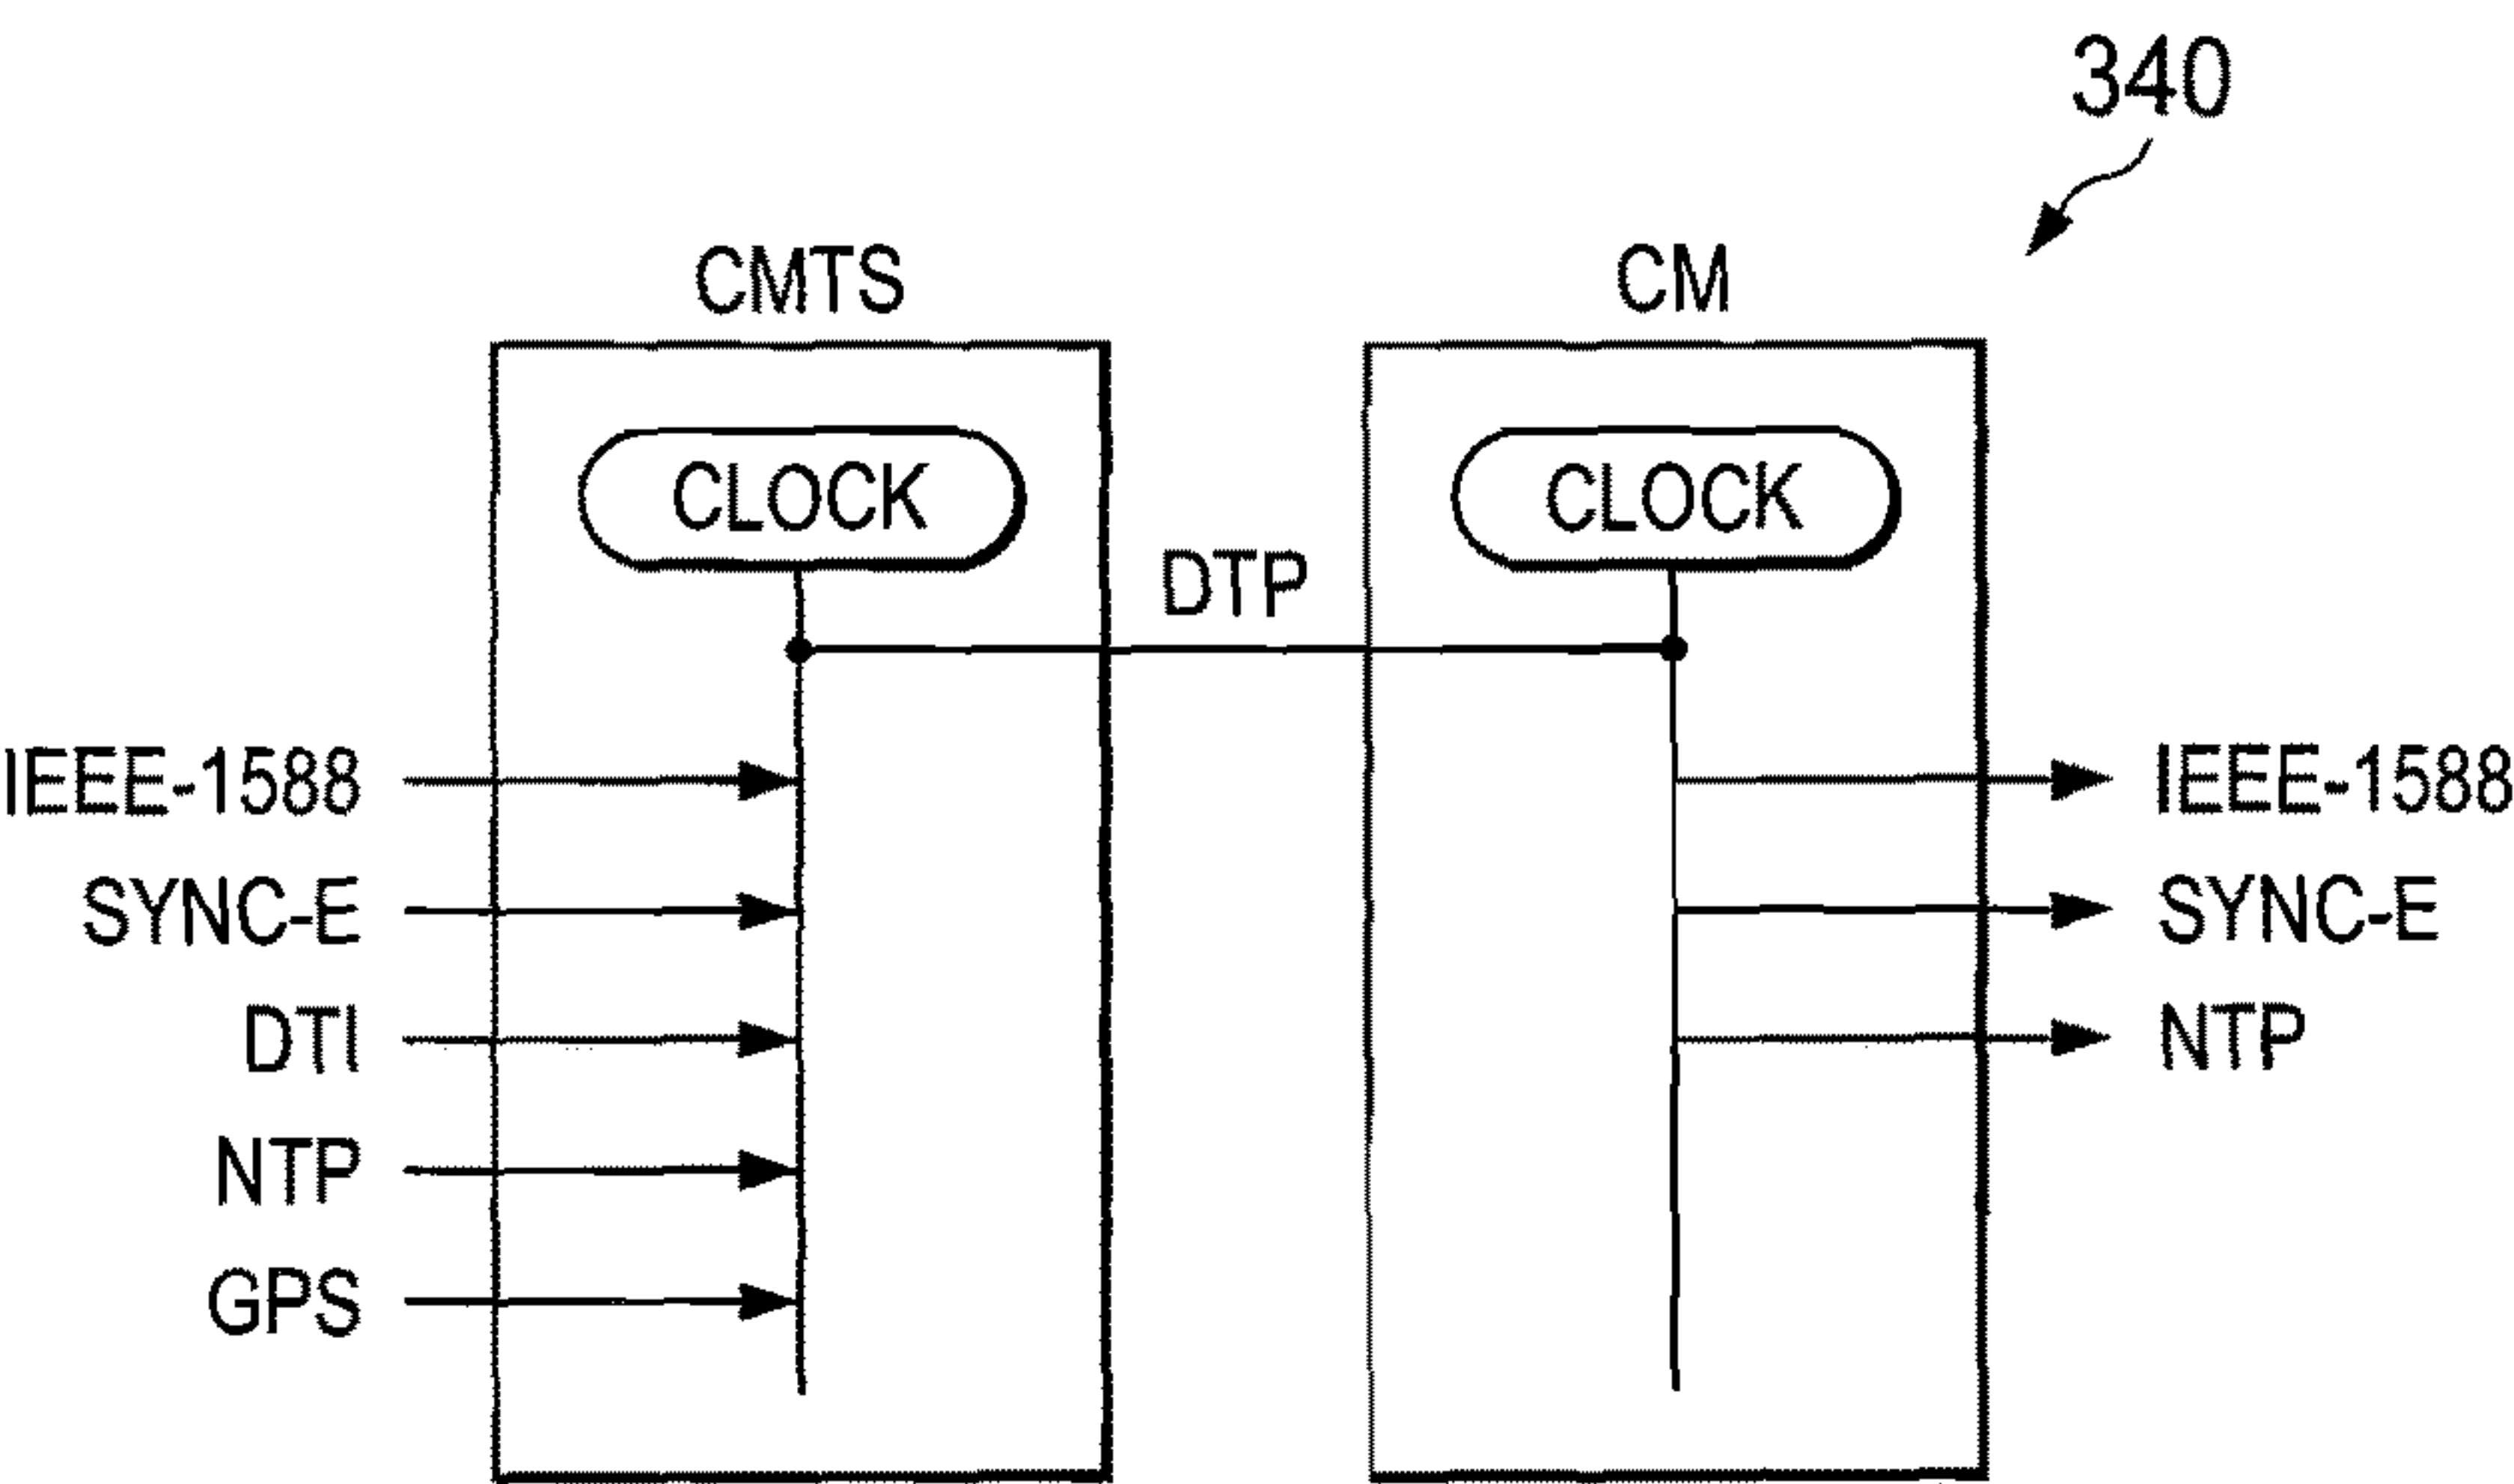 340
CMTS
CM
CLOCK
CLOCK
DTP
IEEE-1588
IEEE-1588
SYNC-E
SYNC-E
DTI
NTP
NTP
GPS